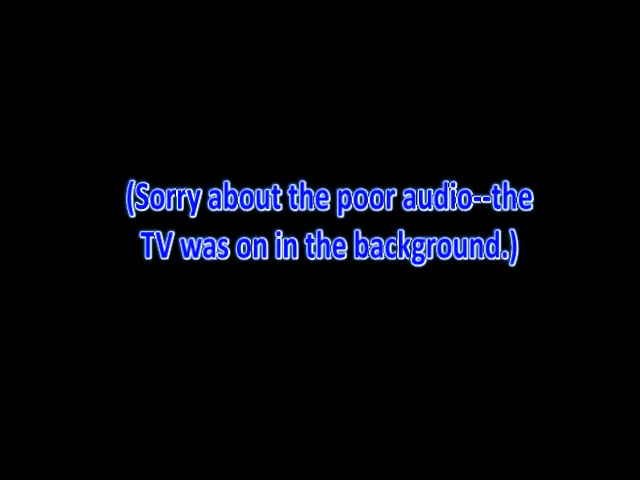 (Sorry about the poor audio--the
TV was on in the background.)